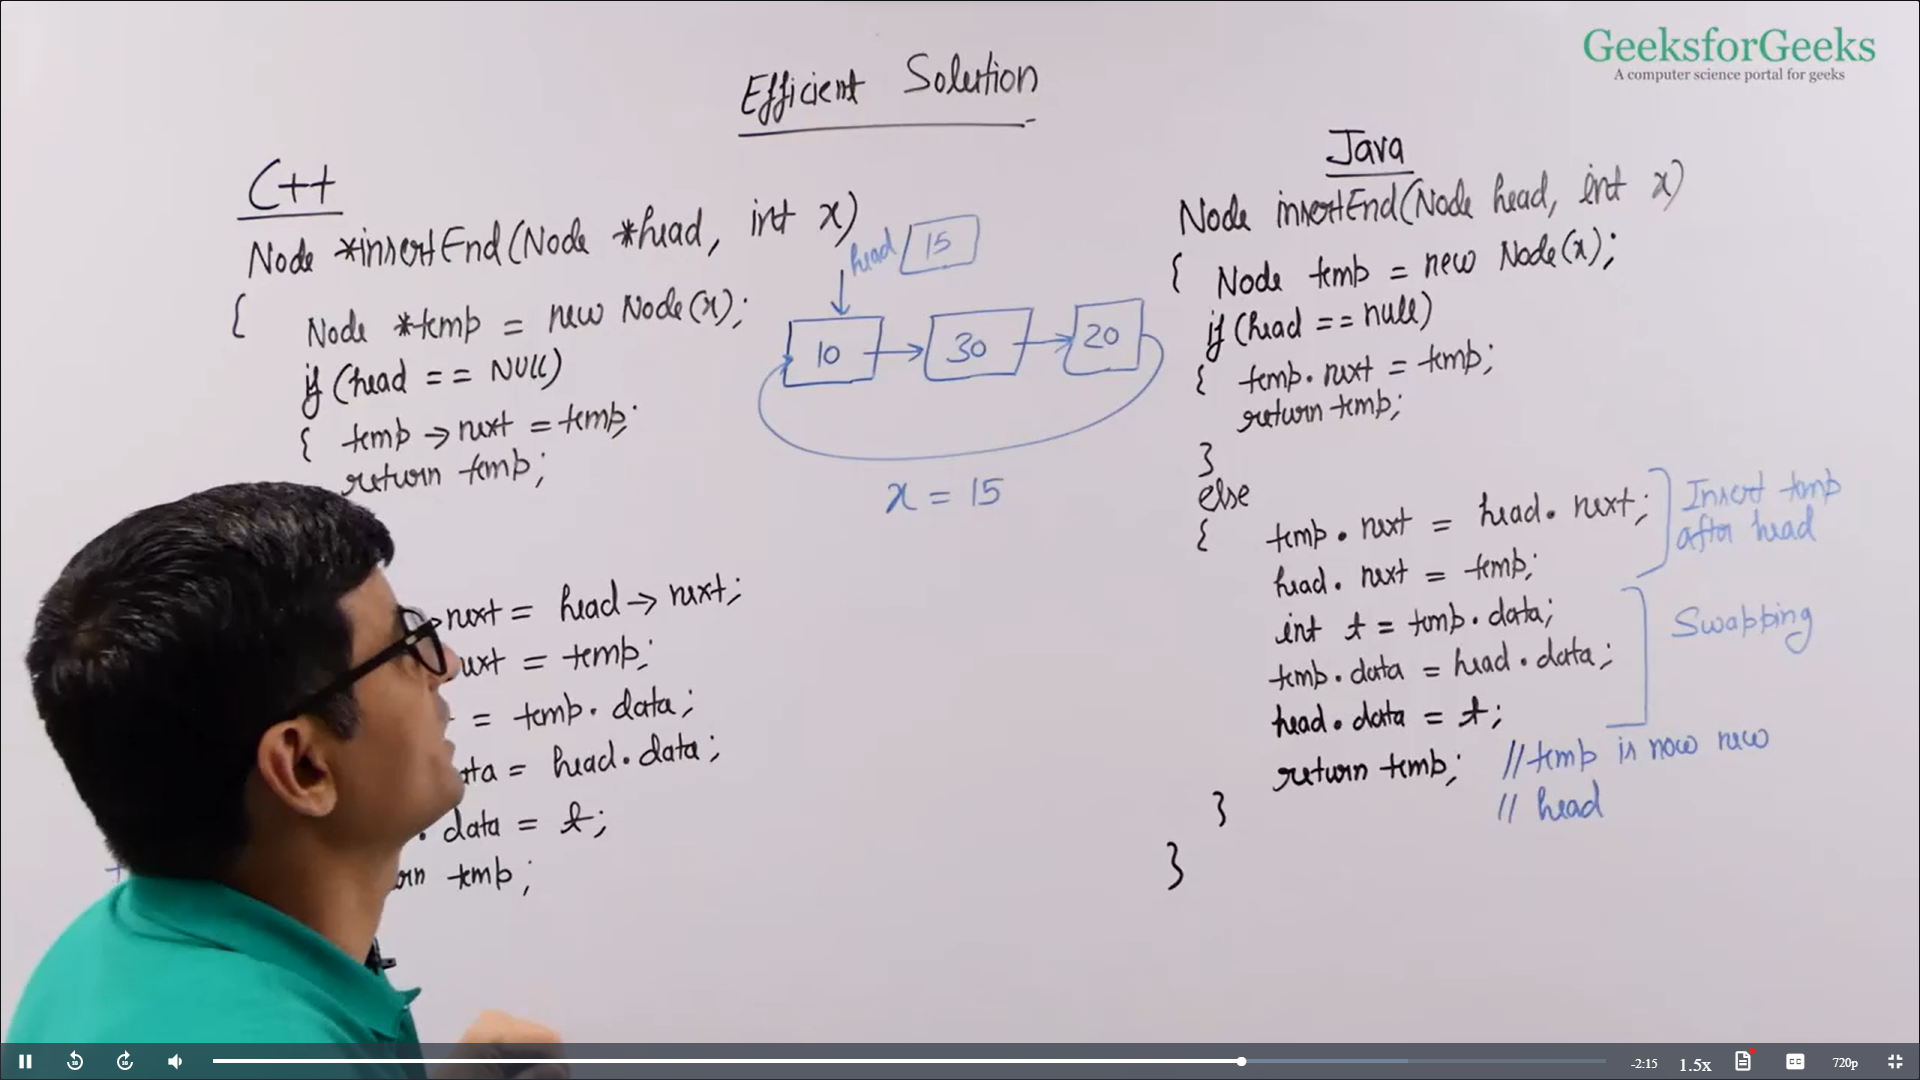 GeeksforGeeks
A computer science portal for geeks
Efficient Solution
C++
Node *insertEnd(Node *head, int x)
{ Node *temp = new Node(x);
if (head == NULL)
{ temp → next = temp;
return temp;
next = head → next;
= temp;
= temp. data;
= head. data;
. data = t;
temp;
head 15
10 30 20
x = 15
Java
Node insertEnd(Node head, int x)
{ Node temp = new Node(x);
if (head == null)
{ temp. next = temp;
return temp;
}
else
{ temp. next = head. next;
head. next = temp;
int t = temp. data;
temp. data = head. data;
head. data = t;
return temp; // temp is now new
// head
}
}
Insert temp
after head
Swapping
-2:15 1.5x CC 720p